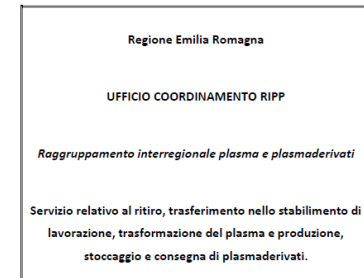 Regione Emilia Romagna
UFFICIO COORDINAMENTO RIPP
Raggruppamento interregionale plasma e plasmaderivati
Servizio relativo al ritiro, trasferimento nello stabilimento di
lavorazione, trasformazione del plasma e produzione,
stoccaggio e consegna di plasmaderivati.